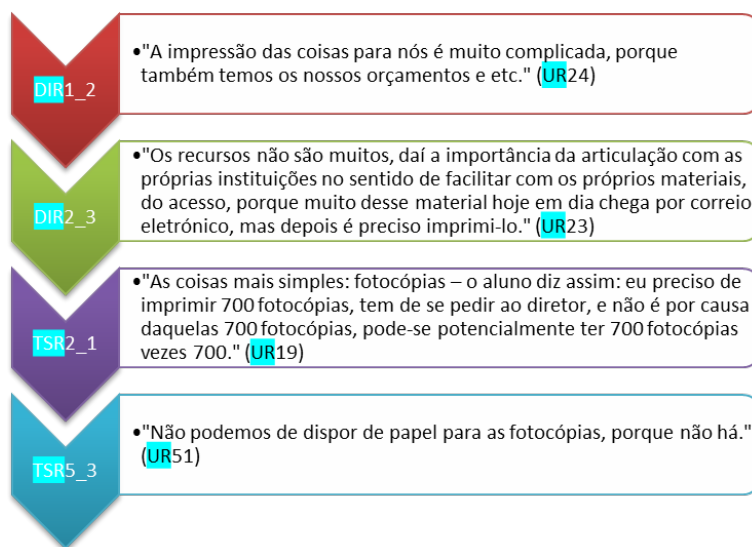 DIR1_2
•"A impressão das coisas para nós é muito complicada, porque
também temos os nossos orçamentos e etc." (UR24)
DIR2_3
•"Os recursos não são muitos, daí a importância da articulação com as
próprias instituições no sentido de facilitar com os próprios materiais,
do acesso, porque muito desse material hoje em dia chega por correio
eletrónico, mas depois é preciso imprimi-lo." (UR23)
TSR2_1
•"As coisas mais simples: fotocópias – o aluno diz assim: eu preciso de
imprimir 700 fotocópias, tem de se pedir ao diretor, e não é por causa
daquelas 700 fotocópias, pode-se potencialmente ter 700 fotocópias
vezes 700." (UR19)
TSR5_3
•"Não podemos de dispor de papel para as fotocópias, porque não há."
(UR51)